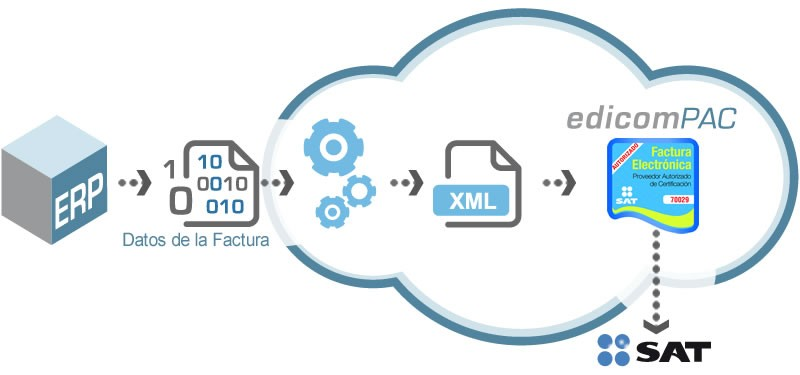 ERP
10
1 0010
0 010
Datos de la Factura
XML
edicomPAC
AUTORIZADO
Factura
Electrónica
Proveedor Autorizado
de Certificación
SAT
70029
SAT